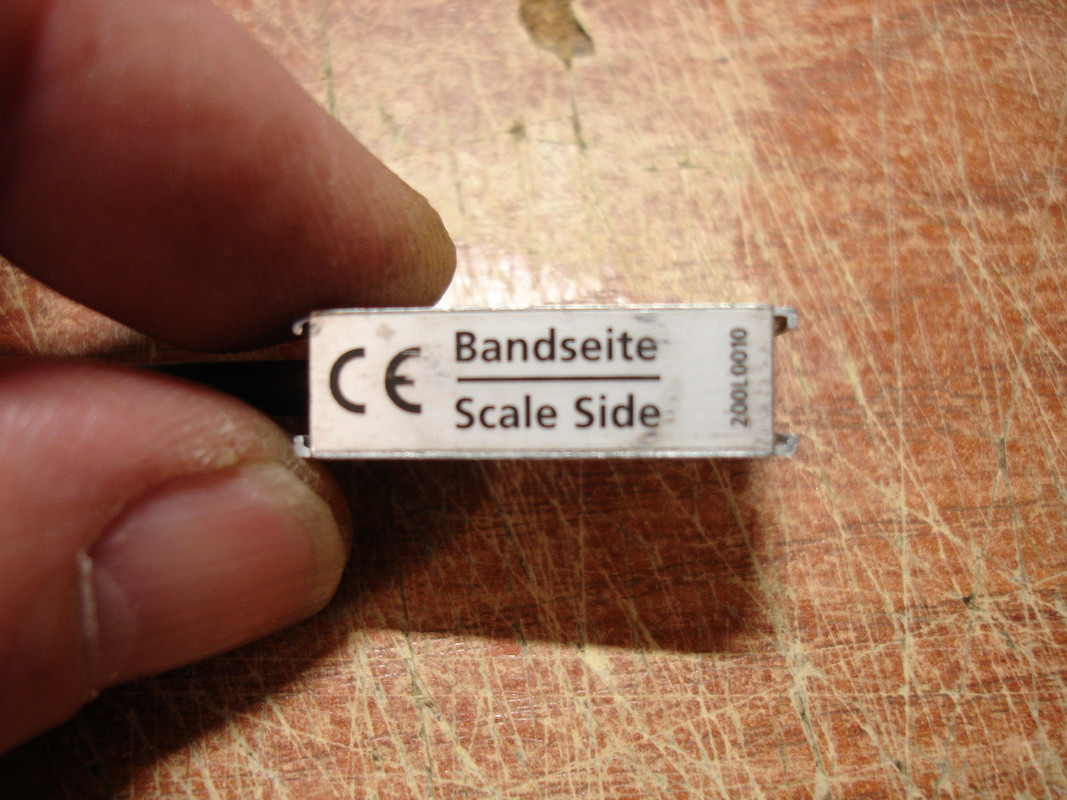 CE
Bandseite
Scale Side
200L0010